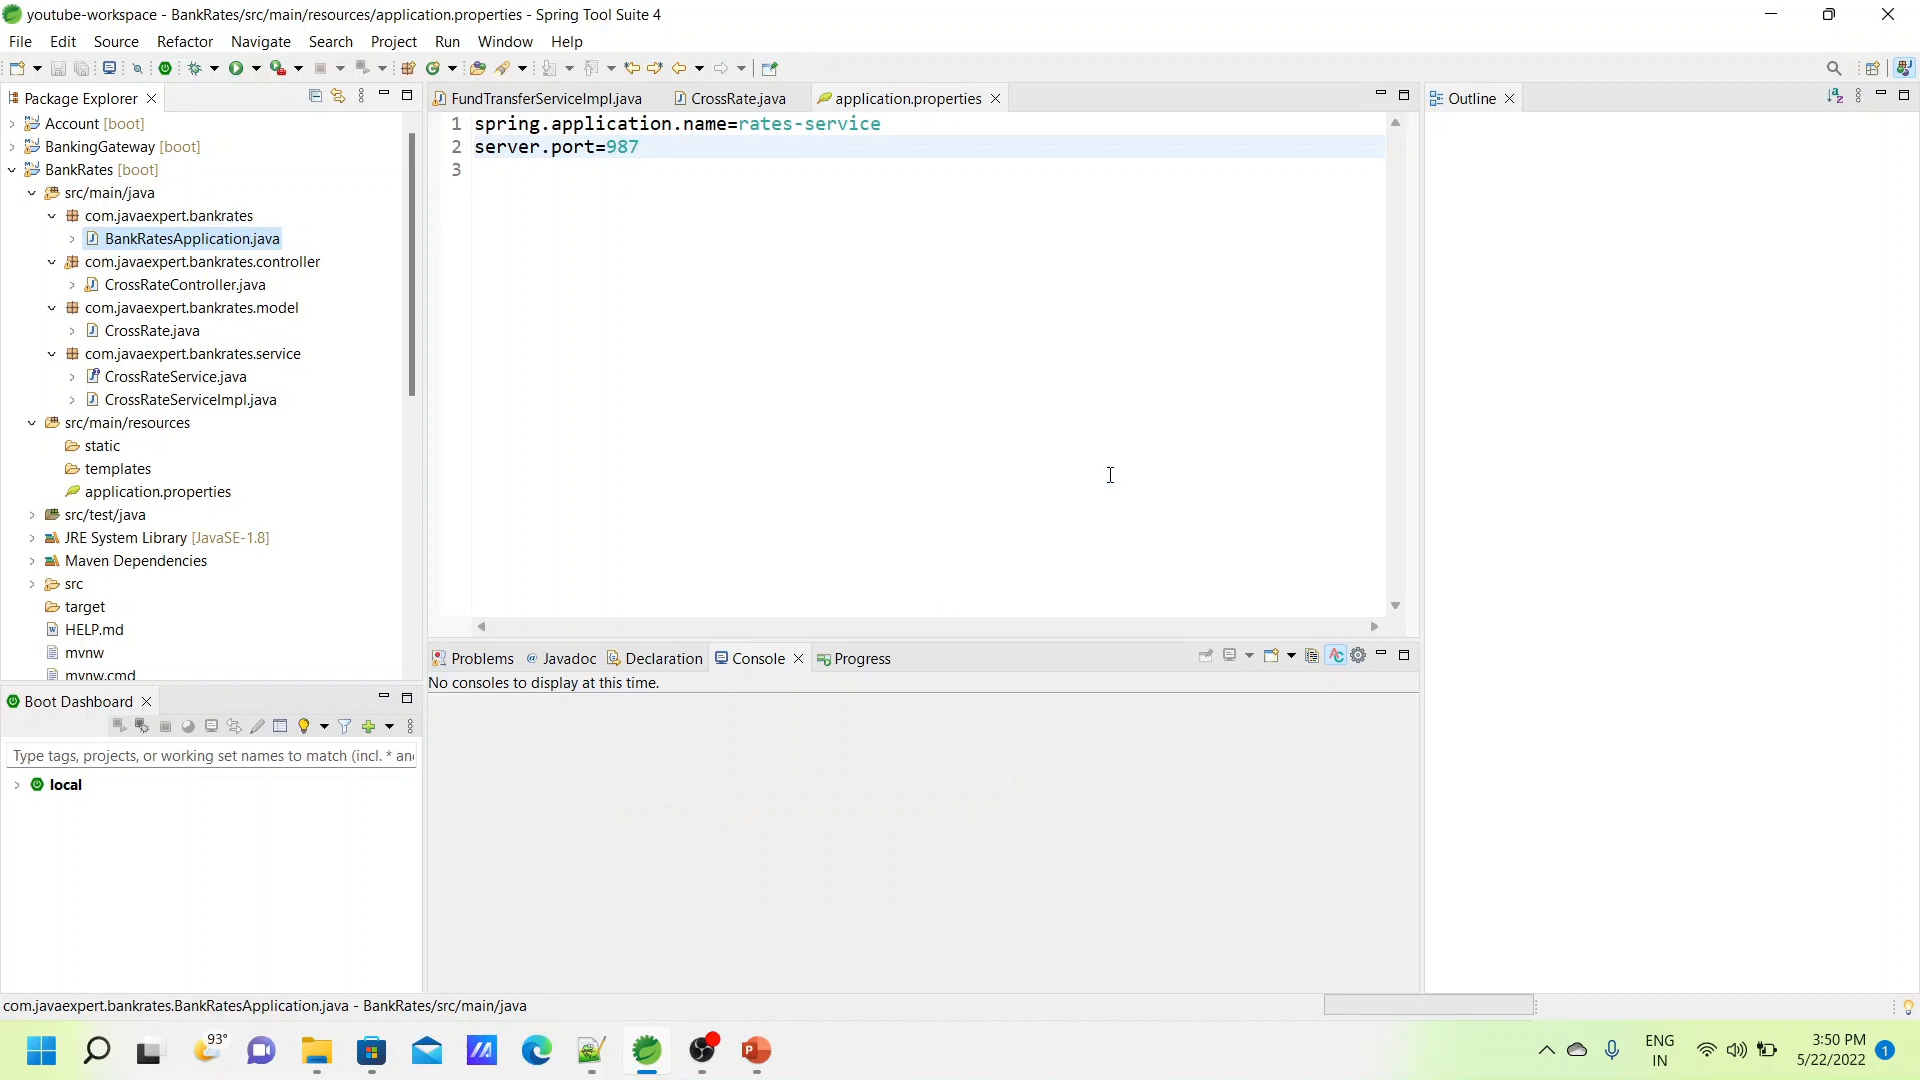 youtube-workspace - BankRates/src/main/resources/application.properties - Spring Tool Suite 4
File Edit Source Refactor Navigate Search Project Run Window Help
Package Explorer
FundTransferServiceImpl.java CrossRate.java application.properties
Outline
Account [boot]
BankingGateway [boot]
BankRates [boot]
src/main/java
com.javaexpert.bankrates
BankRatesApplication.java
com.javaexpert.bankrates.controller
CrossRateController.java
com.javaexpert.bankrates.model
CrossRate.java
com.javaexpert.bankrates.service
CrossRateService.java
CrossRateServiceImpl.java
src/main/resources
static
templates
application.properties
src/test/java
JRE System Library [JavaSE-1.8]
Maven Dependencies
src
target
HELP.md
mvnw
mvnw.cmd
1 spring.application.name=rates-service
2 server.port=987
3
Problems Javadoc Declaration Console Progress
No consoles to display at this time.
Boot Dashboard
Type tags, projects, or working set names to match (incl. * an
local
com.javaexpert.bankrates.BankRatesApplication.java - BankRates/src/main/java
93°
ENG
IN
3:50 PM
5/22/2022
1